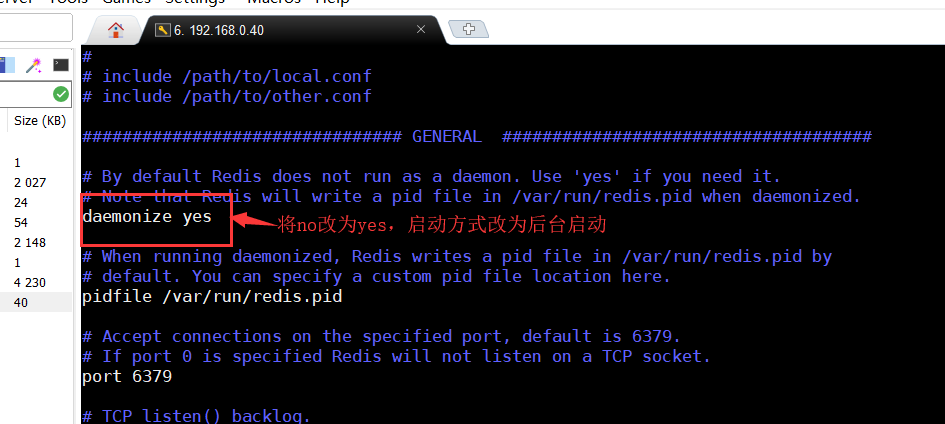 erver Tools Games Settings Macros Help
6. 192.168.0.40
Size (KB)
1
2 027
24
54
2 148
1
4 230
40
#
# include /path/to/local.conf
# include /path/to/other.conf
################################ GENERAL #####################################
# By default Redis does not run as a daemon. Use 'yes' if you need it.
# Note that Redis will write a pid file in /var/run/redis.pid when daemonized.
daemonize yes
将no改为yes，启动方式改为后台启动
# When running daemonized, Redis writes a pid file in /var/run/redis.pid by
# default. You can specify a custom pid file location here.
pidfile /var/run/redis.pid
# Accept connections on the specified port, default is 6379.
# If port 0 is specified Redis will not listen on a TCP socket.
port 6379
# TCP listen() backlog.